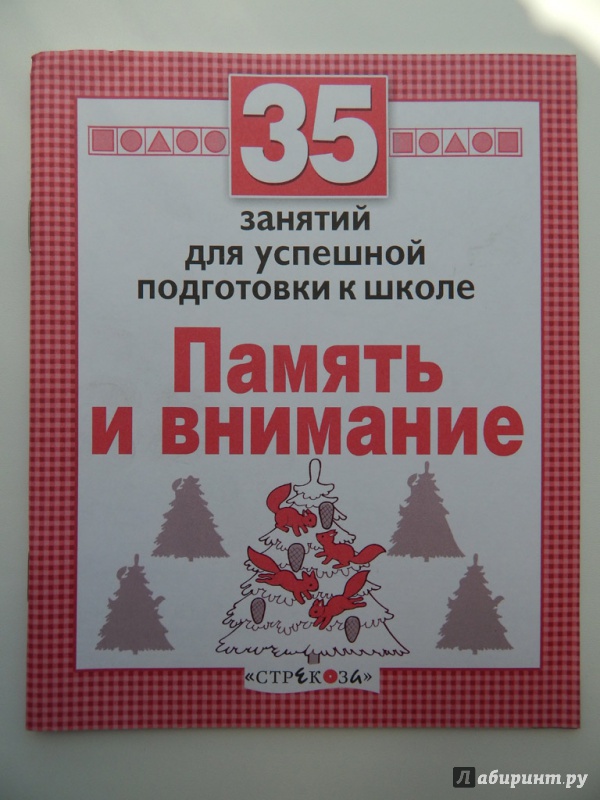 35
занятий
для успешной
подготовки к школе
Память
и внимание
«СТРЕКОЗА»
Лабиринт.ру